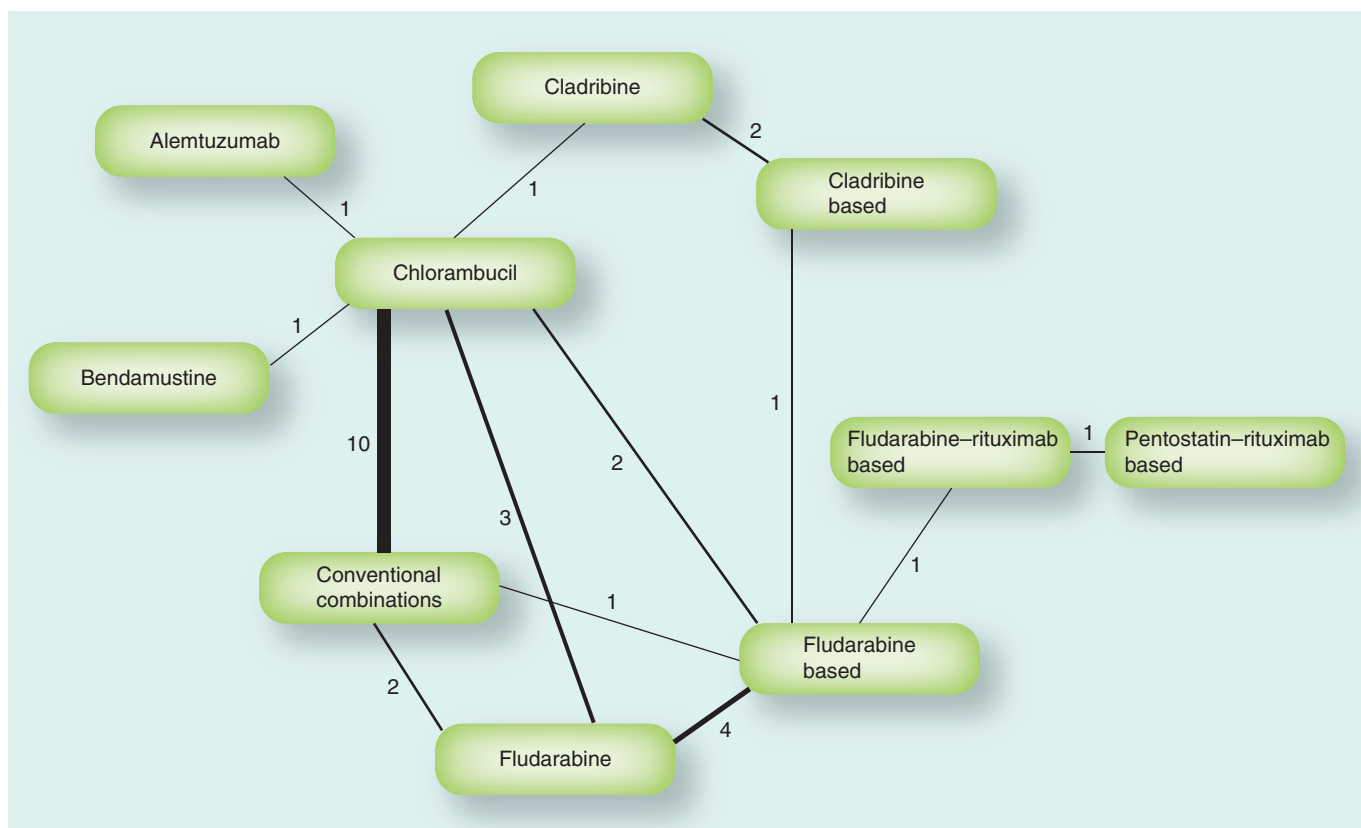 Cladribine
2
Alemtuzumab
Cladribine
based
1
1
Chlorambucil
1
Bendamustine
1
10
2
Fludarabine–rituximab
based
1
Pentostatin–rituximab
based
3
1
Conventional
combinations
1
Fludarabine
based
2
4
Fludarabine